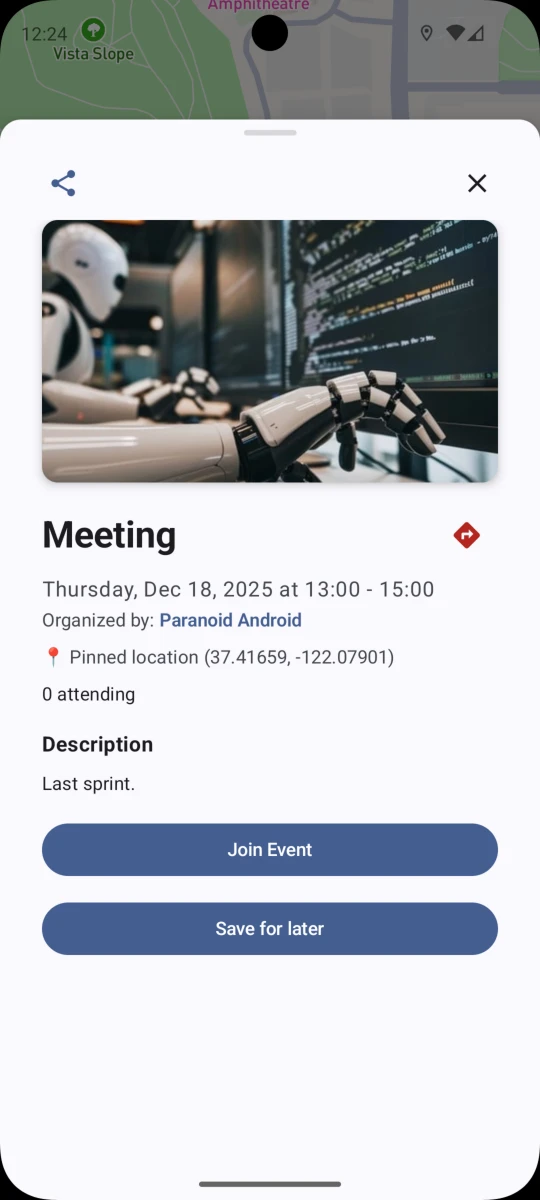 Amphitheatre
12:24
Vista Slope
Meeting
Thursday, Dec 18, 2025 at 13:00 - 15:00
Organized by: Paranoid Android
📍 Pinned location (37.41659, -122.07901)
0 attending
Description
Last sprint.
Join Event
Save for later